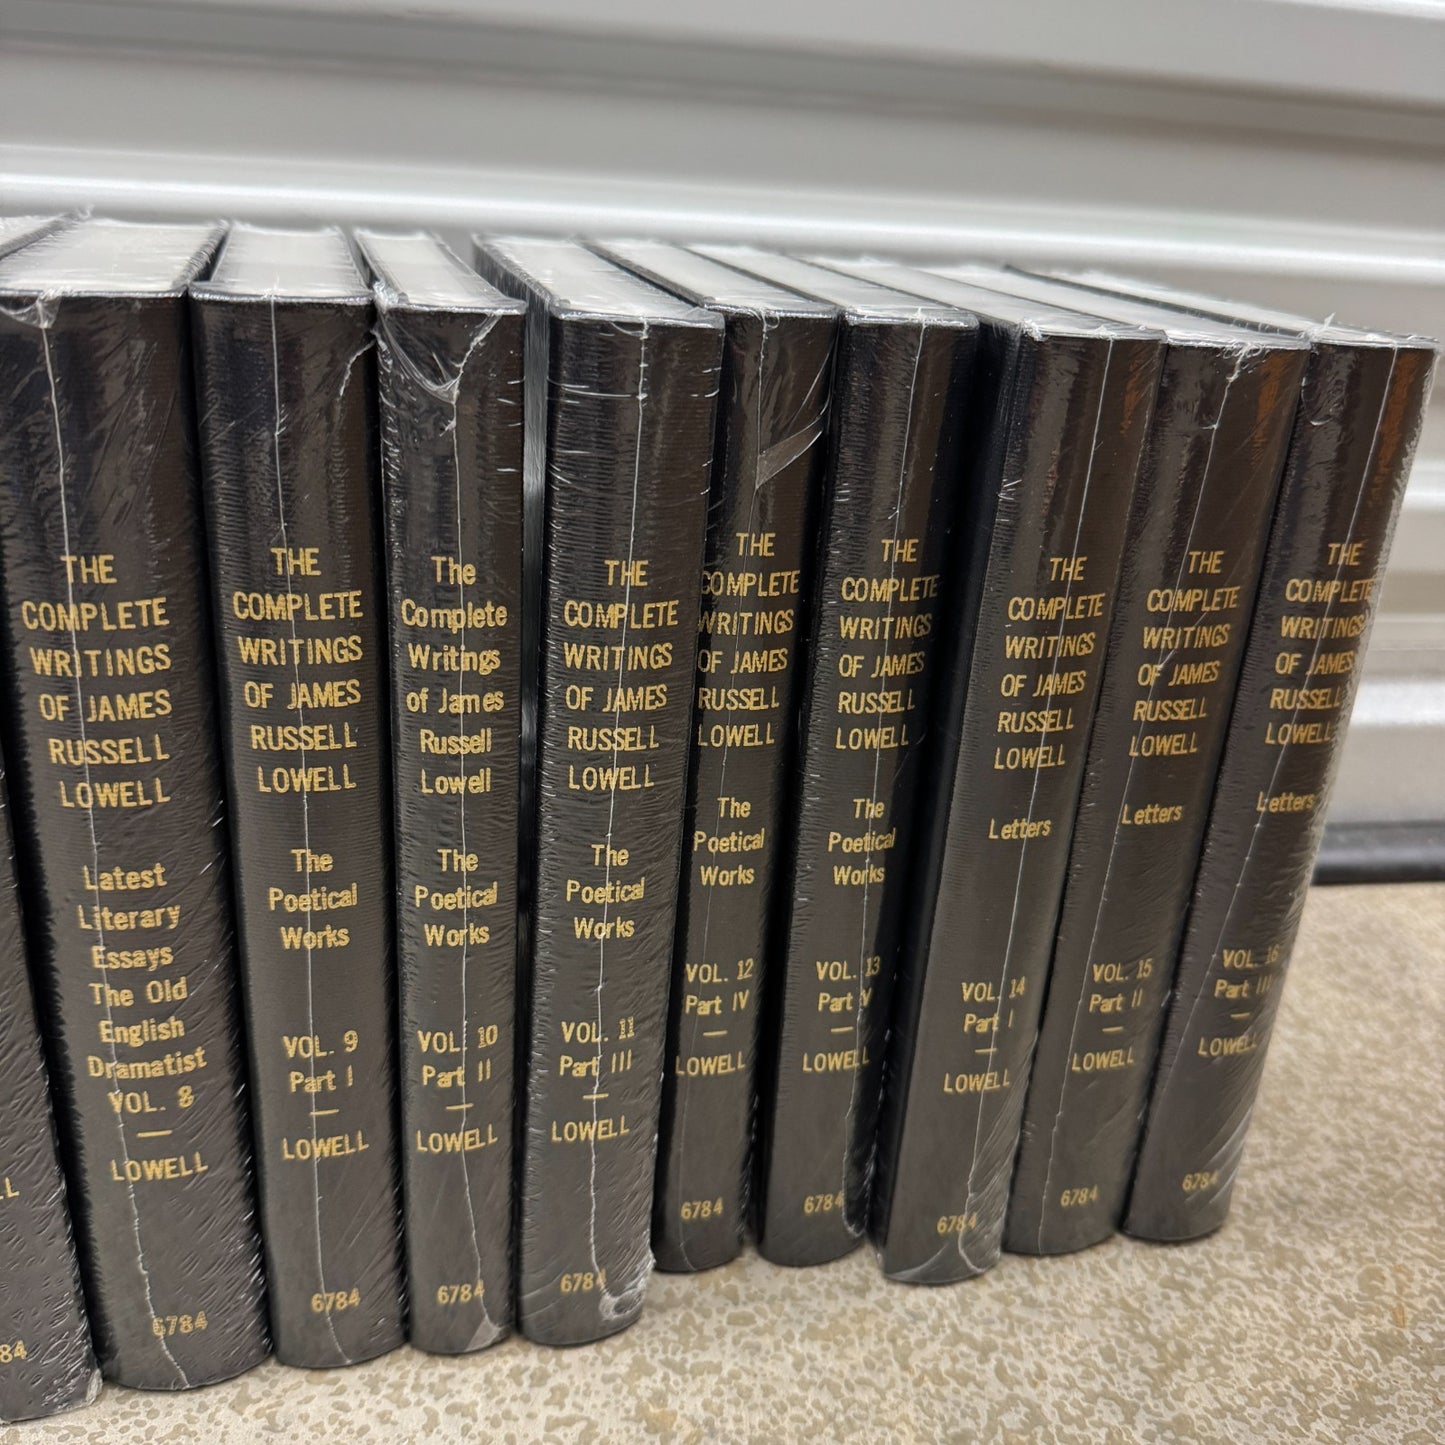 LL
84
THE
COMPLETE
WRITINGS
OF JAMES
RUSSELL
LOWELL
Latest
Literary
Essays
The Old
English
Dramatist
VOL. 8
LOWELL
6784
THE
COMPLETE
WRITINGS
OF JAMES
RUSSELL
LOWELL
The
Poetical
Works
VOL. 9
Part I
LOWELL
6784
The
Complete
Writings
of James
Russell
Lowell
The
Poetical
Works
VOL. 10
Part II
LOWELL
6784
THE
COMPLETE
WRITINGS
OF JAMES
RUSSELL
LOWELL
The
Poetical
Works
VOL. 11
Part III
LOWELL
6784
THE
COMPLETE
WRITINGS
OF JAMES
RUSSELL
LOWELL
The
Poetical
Works
VOL. 12
Part IV
LOWELL
6784
THE
COMPLETE
WRITINGS
OF JAMES
RUSSELL
LOWELL
The
Poetical
Works
VOL. 13
Part V
LOWELL
6784
THE
COMPLETE
WRITINGS
OF JAMES
RUSSELL
LOWELL
Letters
VOL. 14
Part I
LOWELL
6784
THE
COMPLETE
WRITINGS
OF JAMES
RUSSELL
LOWELL
Letters
VOL. 15
Part II
LOWELL
6784
THE
COMPLETE
WRITINGS
OF JAMES
RUSSELL
LOWELL
Letters
VOL. 16
Part III
LOWELL
6784